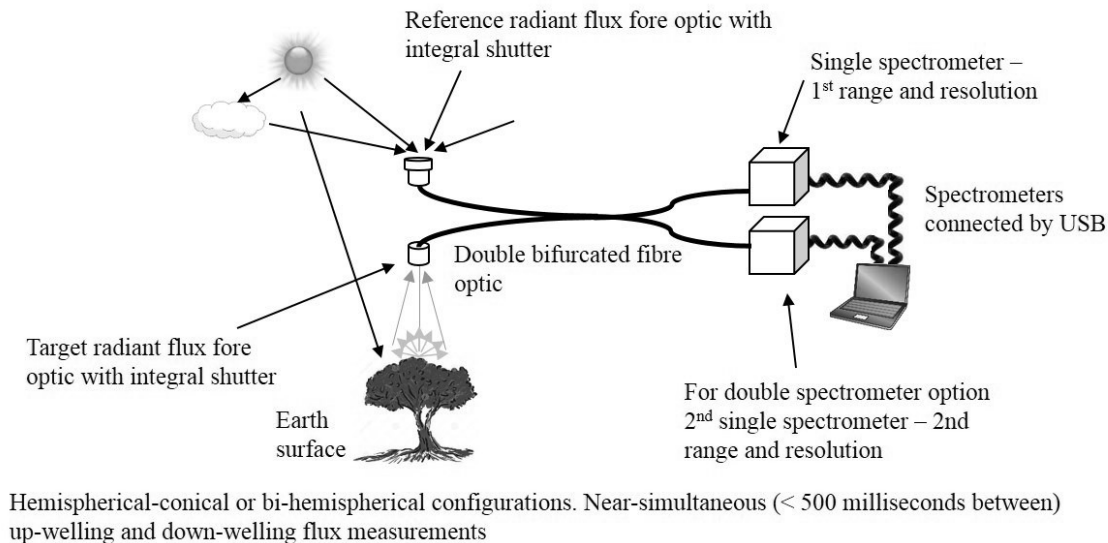 Reference radiant flux fore optic with
integral shutter
Single spectrometer –
1st range and resolution
Spectrometers
connected by USB
Double bifurcated fibre
optic
Target radiant flux fore
optic with integral shutter
Earth
surface
For double spectrometer option
2nd single spectrometer – 2nd
range and resolution
Hemispherical-conical or bi-hemispherical configurations. Near-simultaneous (< 500 milliseconds between)
up-welling and down-welling flux measurements